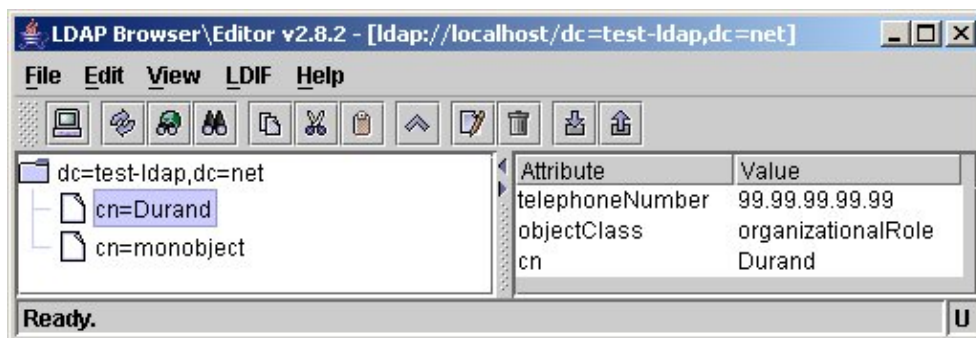 LDAP Browser\Editor v2.8.2 - [ldap://localhost/dc=test-ldap,dc=net]
File Edit View LDIF Help
dc=test-ldap,dc=net
cn=Durand
cn=monobject
Attribute Value
telephoneNumber 99.99.99.99.99
objectClass organizationalRole
cn Durand
Ready. U